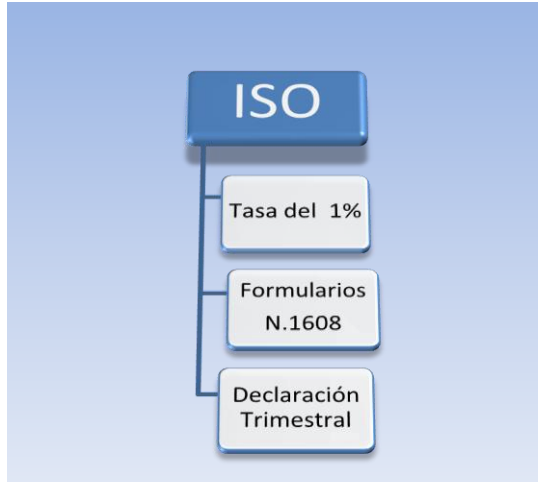 ISO
Tasa del 1%
Formularios
N.1608
Declaración
Trimestral